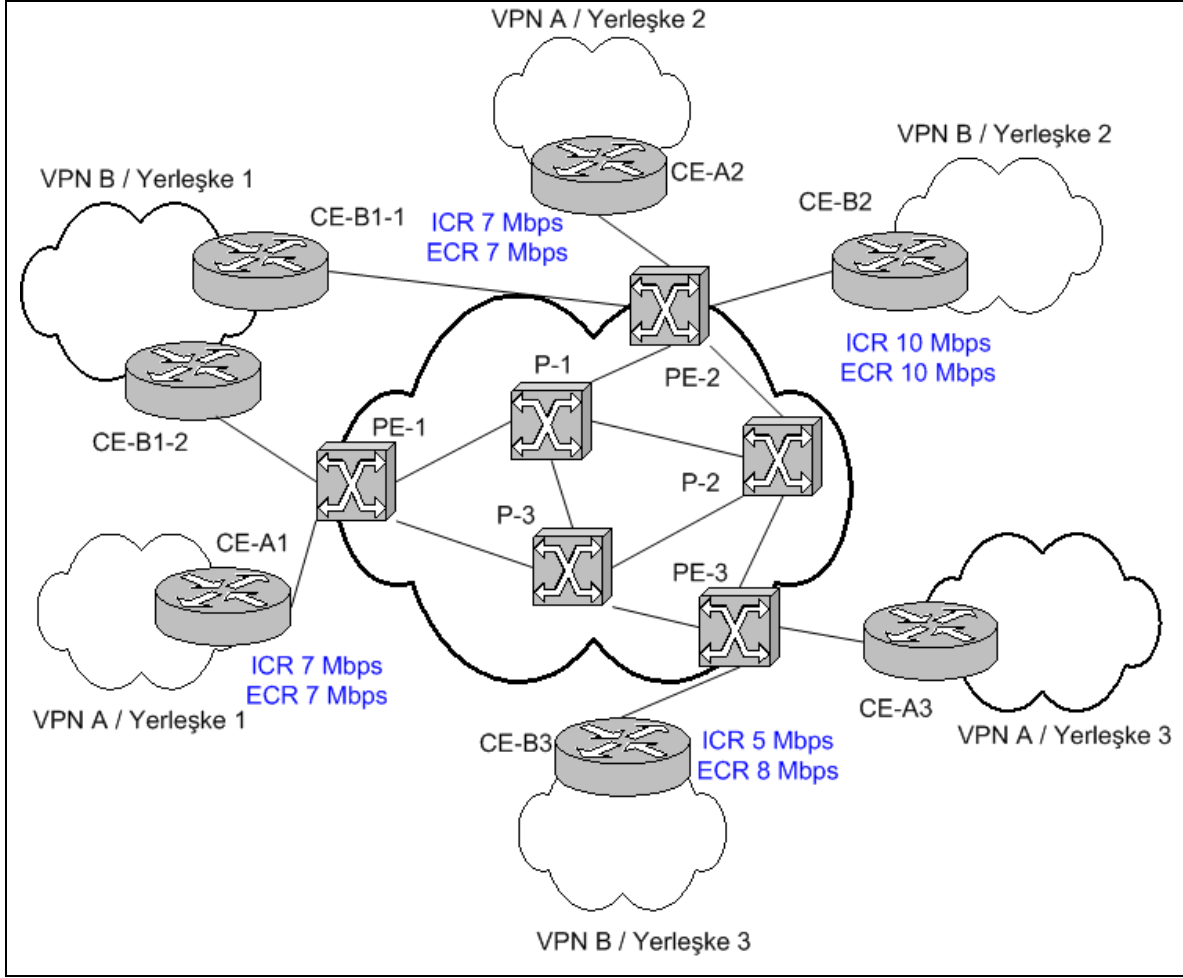 VPN A / Yerleşke 2
VPN B / Yerleşke 2
CE-A2
VPN B / Yerleşke 1
CE-B2
CE-B1-1
ICR 7 Mbps
ECR 7 Mbps
ICR 10 Mbps
ECR 10 Mbps
P-1
PE-2
PE-1
CE-B1-2
P-2
P-3
CE-A1
PE-3
ICR 7 Mbps
ECR 7 Mbps
VPN A / Yerleşke 1
CE-A3
CE-B3
ICR 5 Mbps
ECR 8 Mbps
VPN A / Yerleşke 3
VPN B / Yerleşke 3